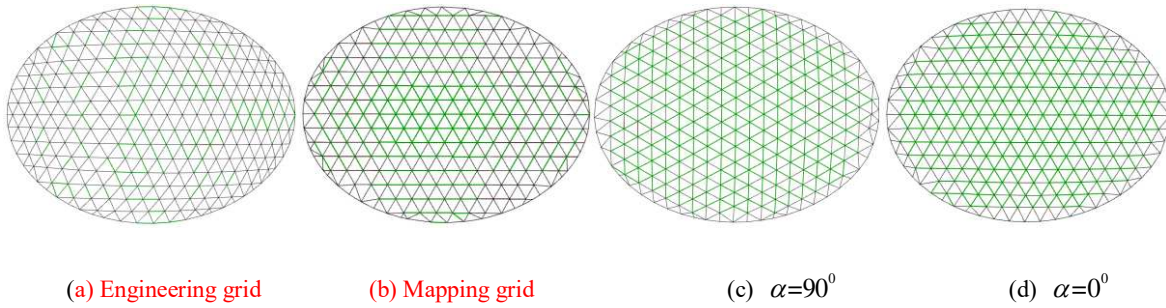 (a) Engineering grid (b) Mapping grid (c) α=90⁰ (d) α=0⁰